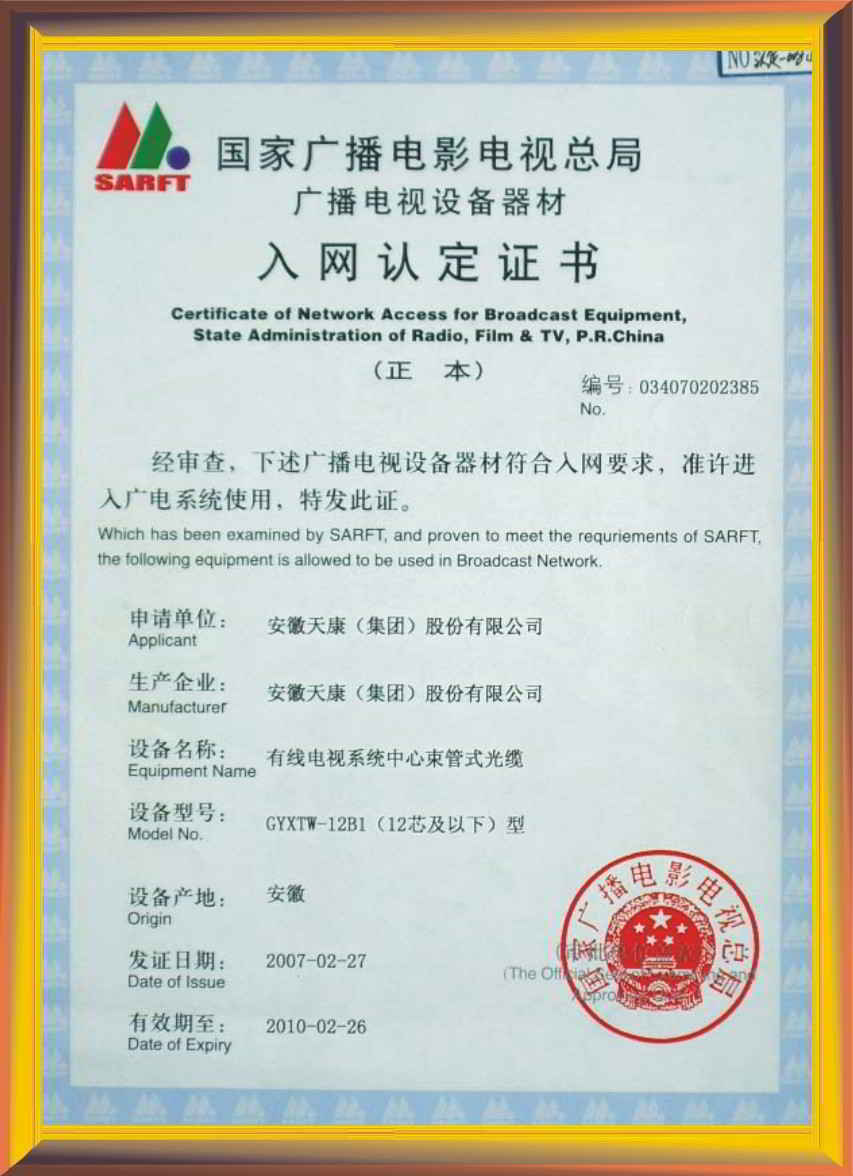 NO
SARFT
国家广播电影电视总局
广播电视设备器材
入网认定证书
Certificate of Network Access for Broadcast Equipment,
State Administration of Radio, Film & TV, P.R.China
（正 本）
编号：034070202385
No.
经审查，下述广播电视设备器材符合入网要求，准许进
入广电系统使用，特发此证。
Which has been examined by SARFT, and proven to meet the requriements of SARFT,
the following equipment is allowed to be used in Broadcast Network.
申请单位： 安徽天康（集团）股份有限公司
Applicant
生产企业： 安徽天康（集团）股份有限公司
Manufacturer
设备名称： 有线电视系统中心束管式光缆
Equipment Name
设备型号： GYXTW-12B1（12芯及以下）型
Model No.
设备产地： 安徽
Origin
发证日期： 2007-02-27
Date of Issue
有效期至： 2010-02-26
Date of Expiry
国家广播电影电视总局
(The Official